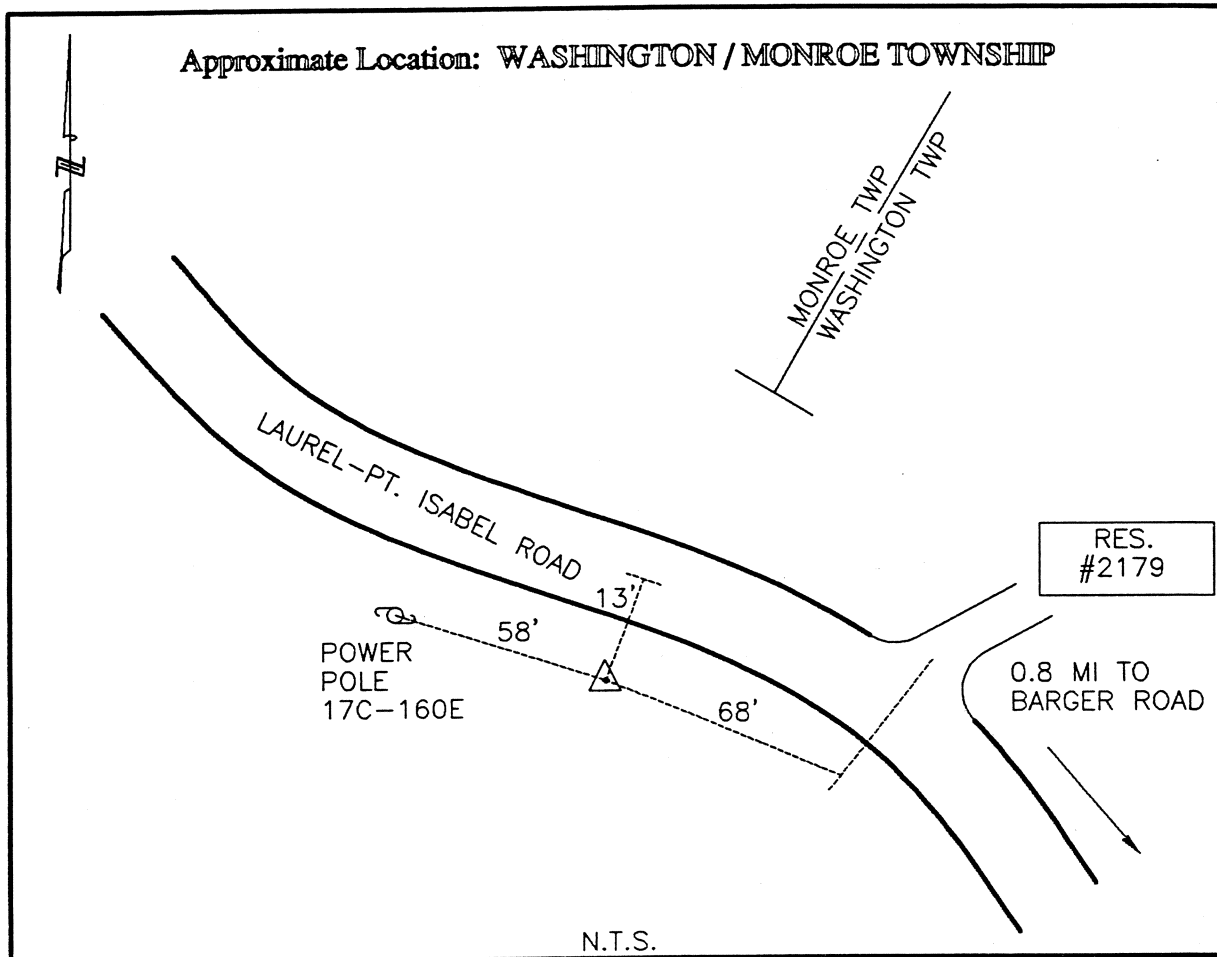 Approximate Location: WASHINGTON / MONROE TOWNSHIP
N
MONROE TWP
WASHINGTON TWP
LAUREL-PT. ISABEL ROAD
RES.
#2179
13'
58'
POWER
POLE
17C-160E
68'
0.8 MI TO
BARGER ROAD
N.T.S.